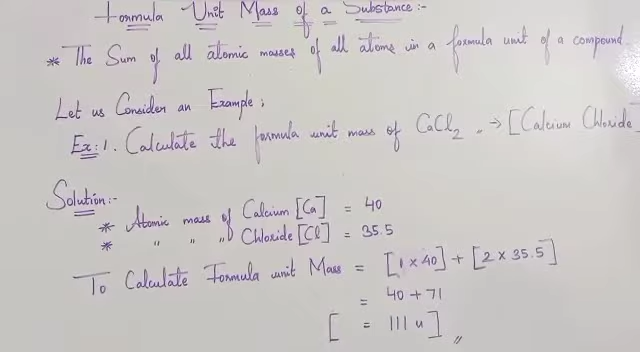 Formula Unit Mass of a Substance :-
* The Sum of all atomic masses of all atoms in a formula unit of a compound.
Let us Consider an Example;
Ex: 1. Calculate the formula unit mass of CaCl₂ ,, → [Calcium Chloride
Solution :-
* Atomic mass of Calcium [Ca] = 40
* ,, ,, ,, Chloride [Cl] = 35.5
To Calculate Formula unit Mass = [1 × 40] + [2 × 35.5]
= 40 + 71
[ = 111 u ] ,,